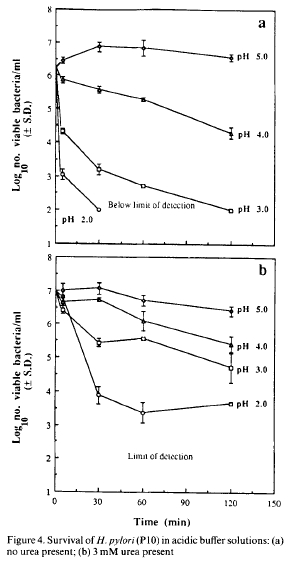 8
a
7
pH 5.0
6
5
pH 4.0
4
3
pH 3.0
2
Below limit of detection
pH 2.0
1
Log10 no. viable bacteria/ml
(± S.D.)
0 30 60 90 120
8
b
7
pH 5.0
6
pH 4.0
5
pH 3.0
4
pH 2.0
3
2
Limit of detection
1
Log10 no. viable bacteria/ml
(± S.D.)
0 30 60 90 120
Time (min)
Figure 4. Survival of H. pylori (P10) in acidic buffer solutions: (a)
no urea present; (b) 3 mM urea present